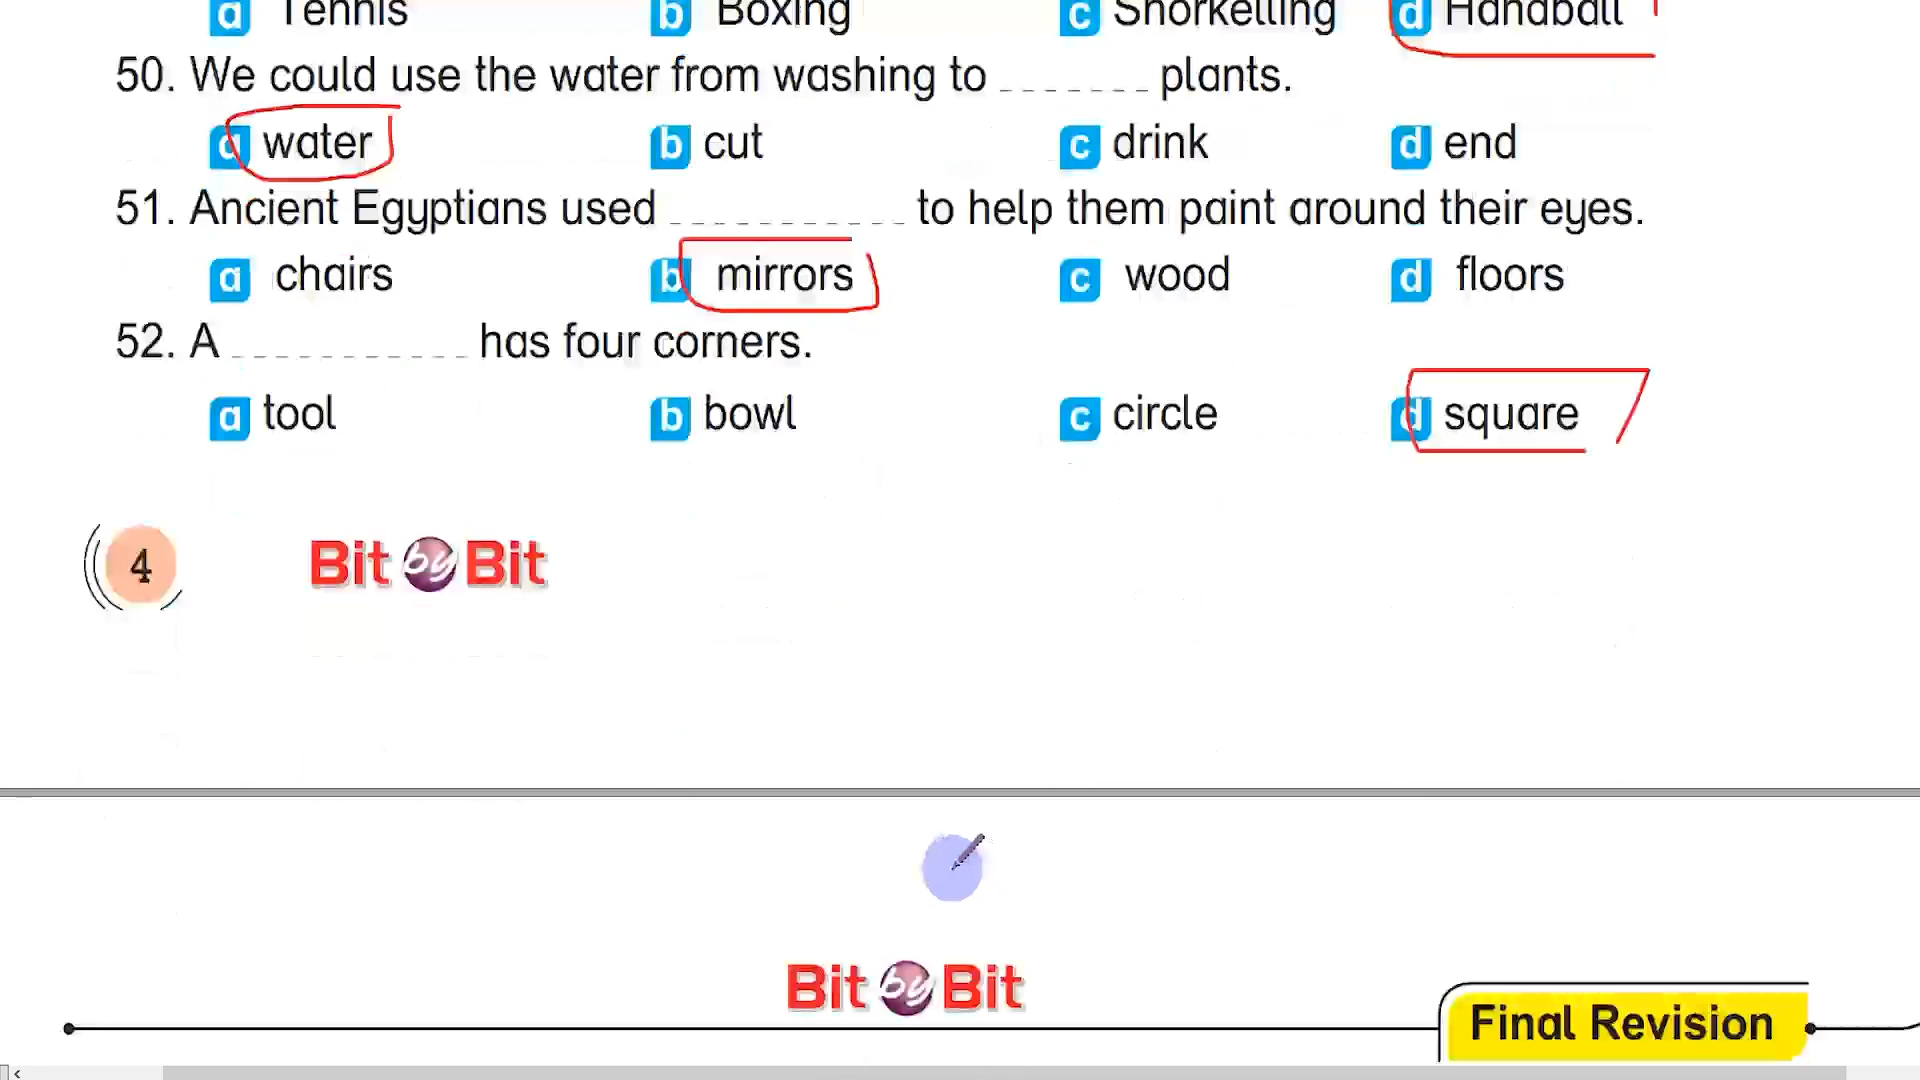 a Tennis b Boxing c Snorkelling d Handball
50. We could use the water from washing to _______ plants.
a water b cut c drink d end
51. Ancient Egyptians used ___________ to help them paint around their eyes.
a chairs b mirrors c wood d floors
52. A ___________ has four corners.
a tool b bowl c circle d square
4 Bit by Bit
Bit by Bit
Final Revision